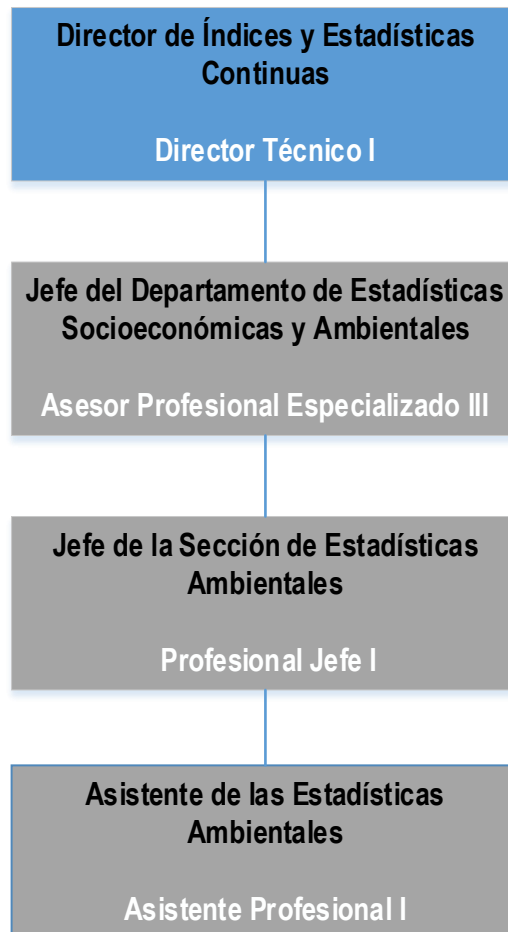 Director de Índices y Estadísticas
Continuas
Director Técnico I
Jefe del Departamento de Estadísticas
Socioeconómicas y Ambientales
Asesor Profesional Especializado III
Jefe de la Sección de Estadísticas
Ambientales
Profesional Jefe I
Asistente de las Estadísticas
Ambientales
Asistente Profesional I